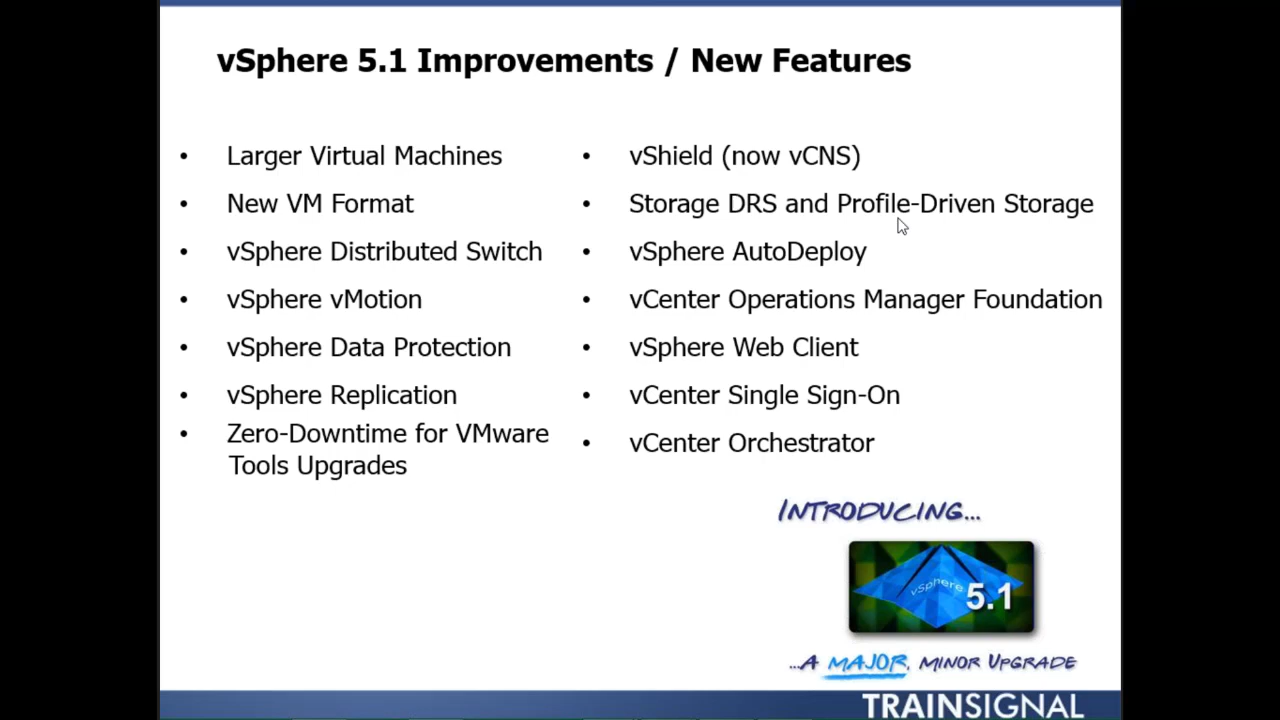 vSphere 5.1 Improvements / New Features
• Larger Virtual Machines
• New VM Format
• vSphere Distributed Switch
• vSphere vMotion
• vSphere Data Protection
• vSphere Replication
• Zero-Downtime for VMware
Tools Upgrades
• vShield (now vCNS)
• Storage DRS and Profile-Driven Storage
• vSphere AutoDeploy
• vCenter Operations Manager Foundation
• vSphere Web Client
• vCenter Single Sign-On
• vCenter Orchestrator
INTRODUCING...
vSphere 5.1
...A MAJOR, MINOR UPGRADE
TRAINSIGNAL